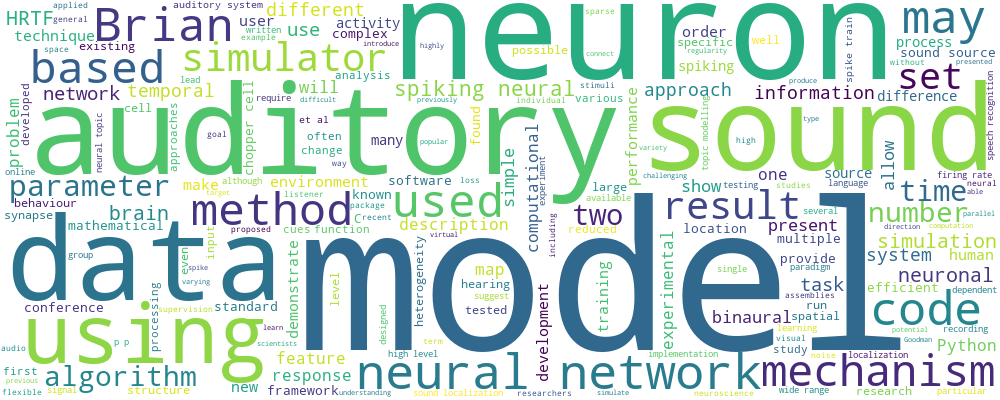 HRTF
applied
general
auditory system
written
existing
technique
Brian
user
example
different
introduce
use
activity
complex
simulator
neuron
sparse
highly
connect
order
regularity
possible
specific
well
spiking
spike train
may
space
process
sound source
without
presented
based
set
network
temporal
lead
analysis
will
spiking neural
previously
individual
stimuli
various
approach
information
difference
produce
developed
problem
cell
require
difficult
auditory
sound
et al
popular
many
often
change
goal
way
approaches
chopper cell
neural topic
online
found
performance
variety
topic modelling
high
type
speech recognition
parameter
make
although
environment
listener
target
software
loss
known
recent
package
C
simple
computational
experiment
large
available
show
testing
challenging
one
studies
source
language
allow
firing rate
neural
able
time
parallel
behaviour
synapse
brain
mathematical
method
proposed
cues
function
virtual
used
description
reduced
two
including
result
location
present
several
multiple
direction
number
computation
simulation
human
data
model
group
spike
varying
input
even
demonstrate
level
heterogeneity
map
hearing
suggest
tested
development
training
experimental
single
binaural
provide
paradigm
task
assemblies
run
spatial
system
neuronal
efficient
dependent
code
recording
conference
processing
supervision
standard
learn
scientists
designed
term
high level
implementation
learning
visual
study
noise
potential
Goodman
Python
localization
using
audio
p p
first
previous
flexible
signal
algorithm
structure
feature
new
response
framework
understanding
neural network
sound localization
researchers
simulate
neuroscience
wide range
mechanism
research
particular